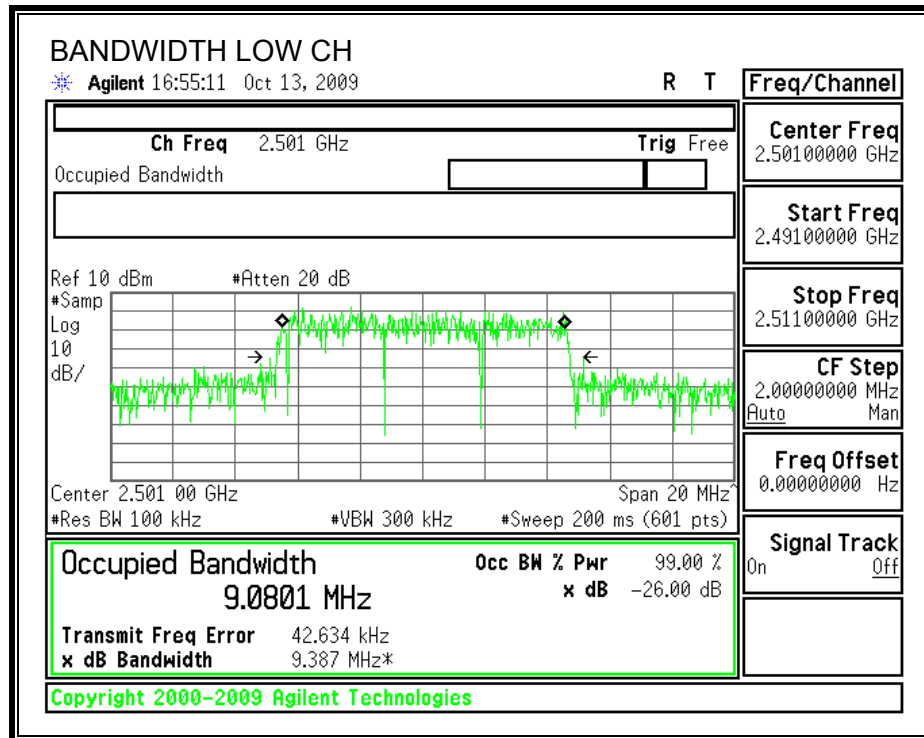 BANDWIDTH LOW CH
Agilent 16:55:11 Oct 13, 2009 R T
Ch Freq 2.501 GHz Trig Free
Occupied Bandwidth
Ref 10 dBm #Atten 20 dB
#Samp
Log
10
dB/
Center 2.501 00 GHz Span 20 MHz^
#Res BW 100 kHz #VBW 300 kHz #Sweep 200 ms (601 pts)
Occupied Bandwidth Occ BW % Pwr 99.00 %
9.0801 MHz x dB -26.00 dB
Transmit Freq Error 42.634 kHz
x dB Bandwidth 9.387 MHz*
Copyright 2000-2009 Agilent Technologies
Freq/Channel
Center Freq
2.50100000 GHz
Start Freq
2.49100000 GHz
Stop Freq
2.51100000 GHz
CF Step
2.00000000 MHz
Auto Man
Freq Offset
0.00000000 Hz
Signal Track
On Off